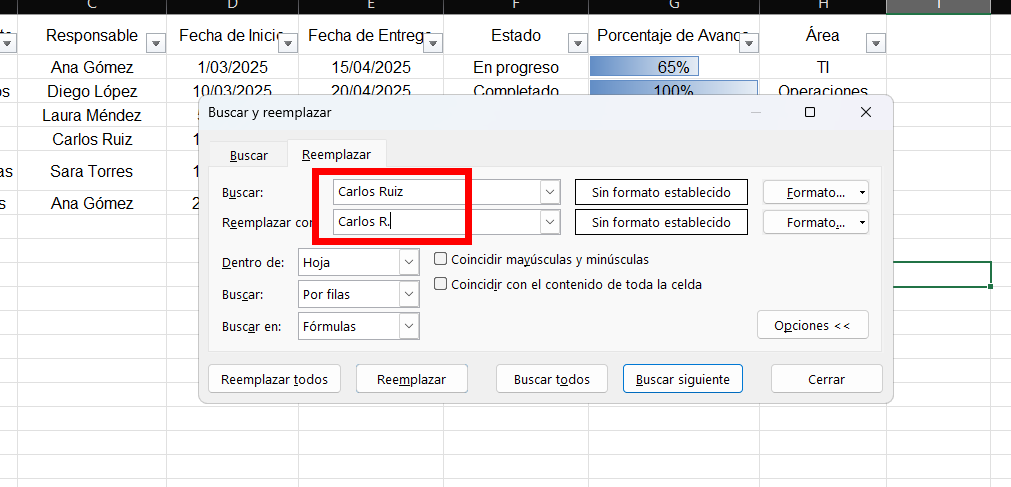 C D E F G H I
Responsable Fecha de Inicio Fecha de Entrega Estado Porcentaje de Avance Área
Ana Gómez 1/03/2025 15/04/2025 En progreso 65% TI
Diego López 10/03/2025 20/04/2025 Completado 100% Operaciones
Laura Méndez
Carlos Ruiz
as Sara Torres
s Ana Gómez
Buscar y reemplazar
Buscar Reemplazar
Buscar: Carlos Ruiz Sin formato establecido Formato...
Reemplazar con Carlos R. Sin formato establecido Formato...
Dentro de: Hoja Coincidir mayúsculas y minúsculas
Buscar: Por filas Coincidir con el contenido de toda la celda
Buscar en: Fórmulas
Opciones <<
Reemplazar todos Reemplazar Buscar todos Buscar siguiente Cerrar